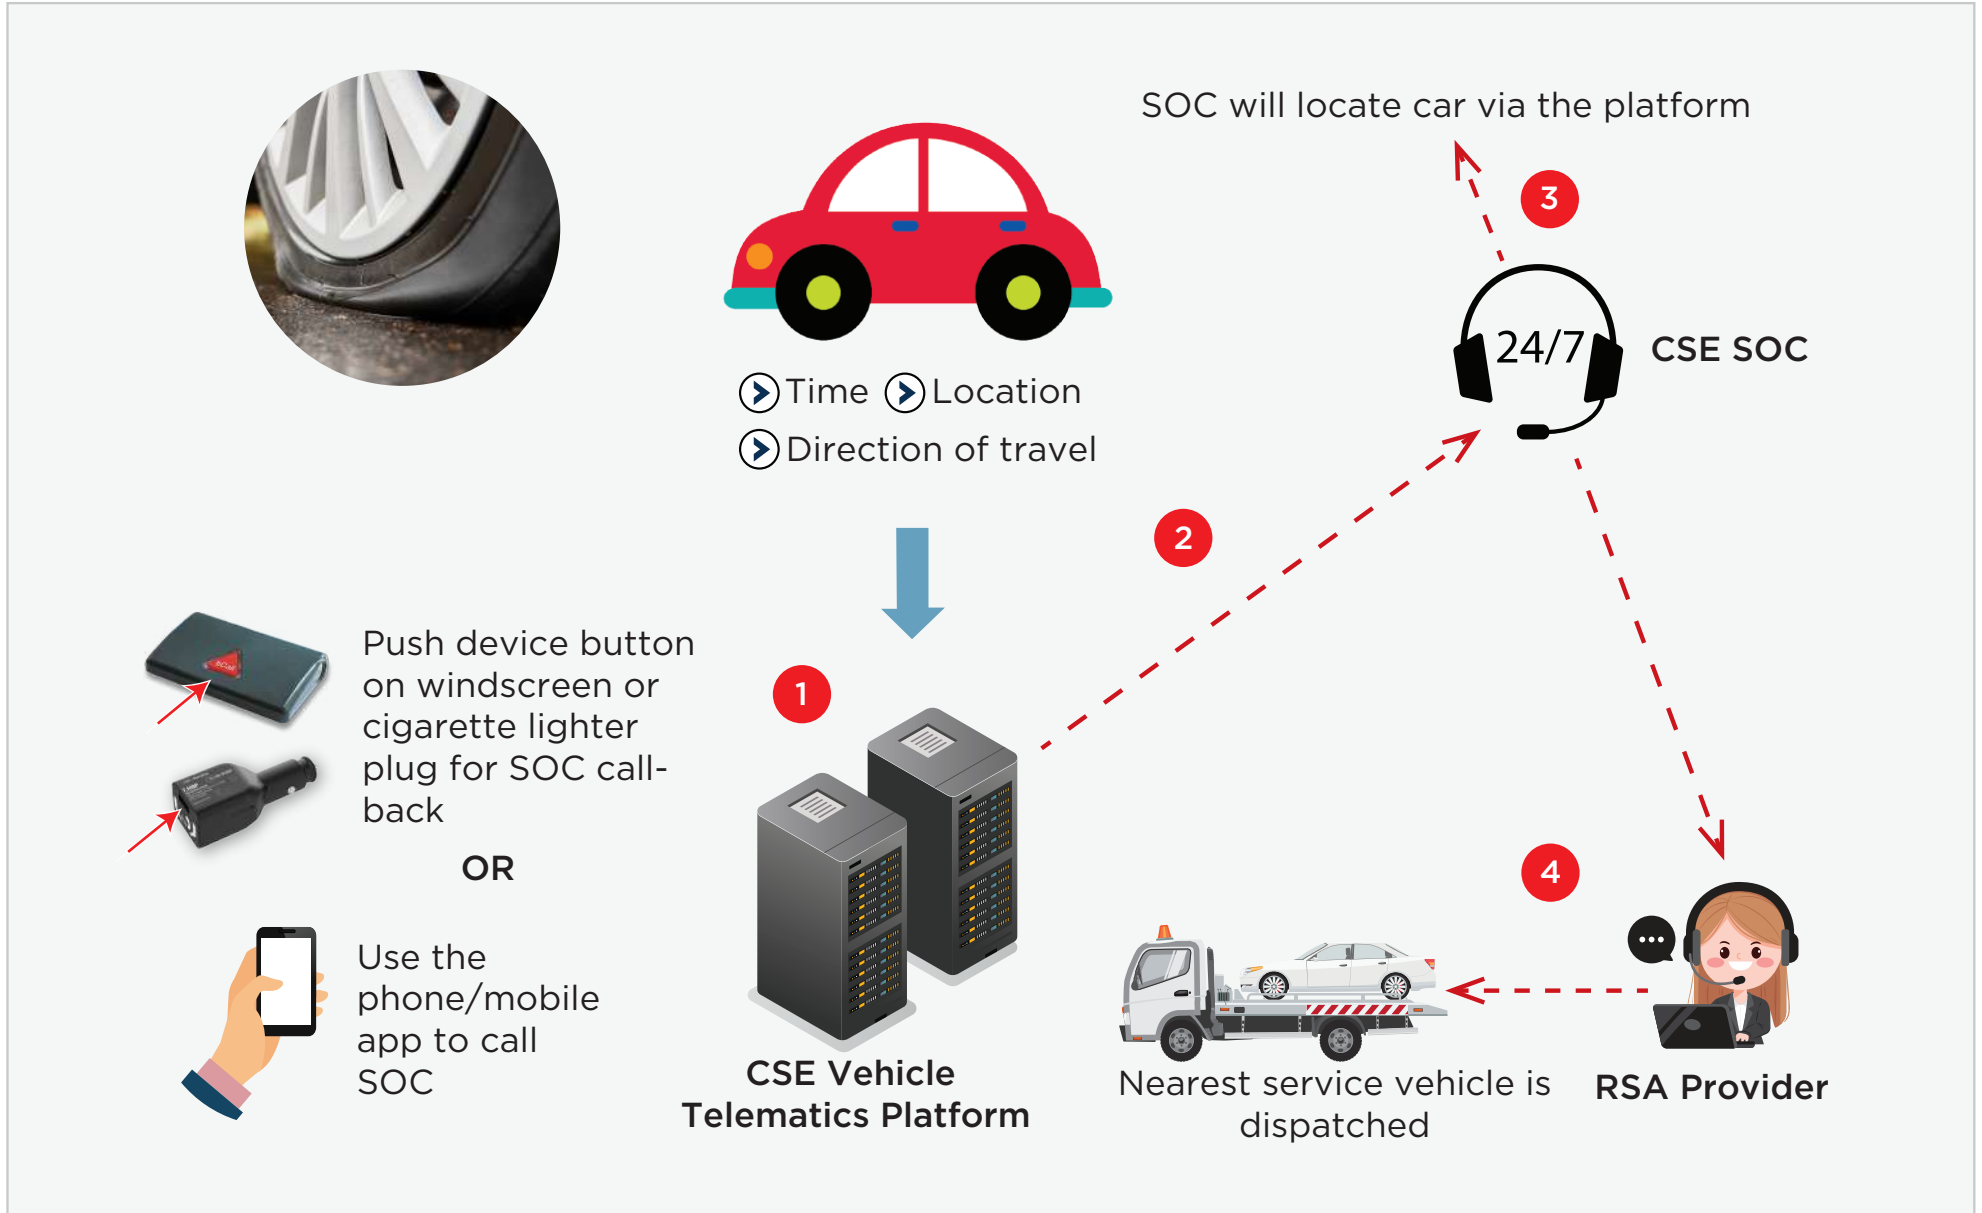 SOC will locate car via the platform
3
24/7
CSE SOC
Time
Location
Direction of travel
2
bCall
Push device button
on windscreen or
cigarette lighter
plug for SOC call-
back
OR
Use the
phone/mobile
app to call
SOC
1
CSE Vehicle
Telematics Platform
4
Nearest service vehicle is
dispatched
RSA Provider